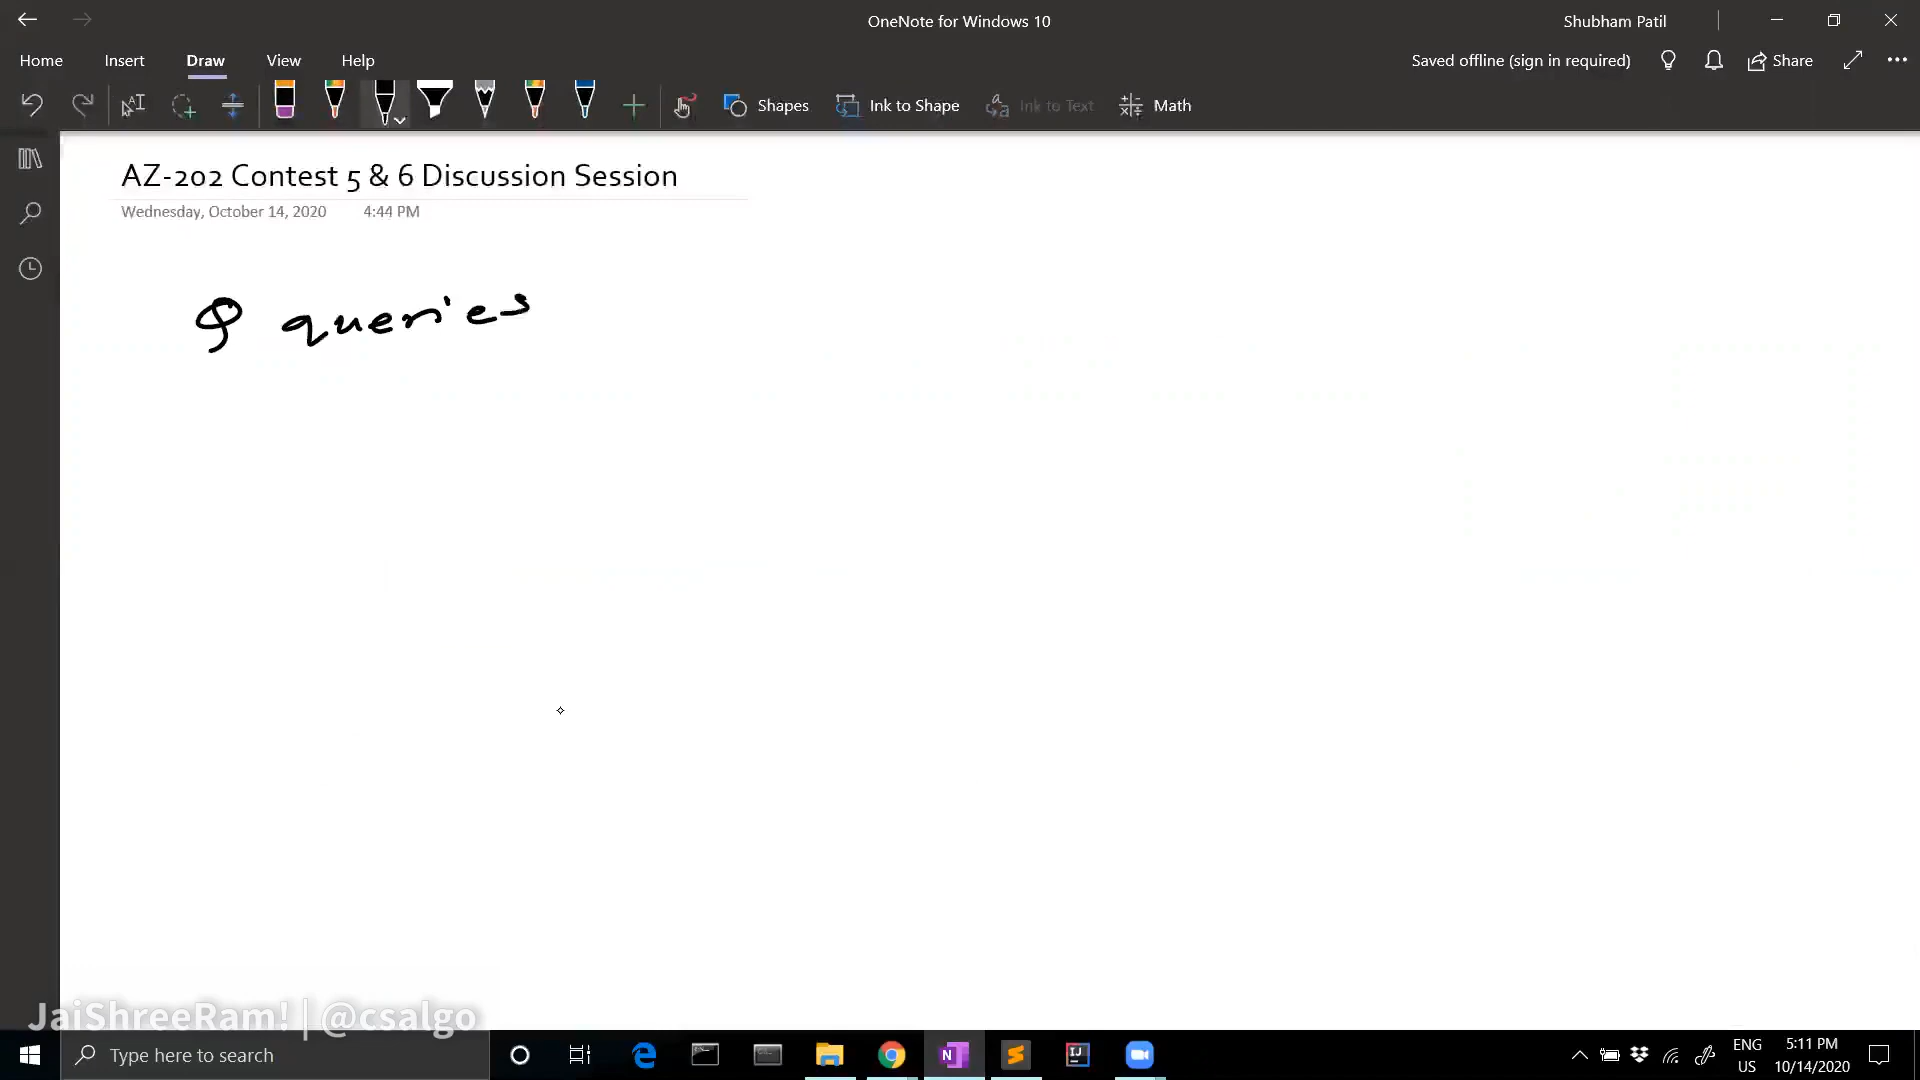 OneNote for Windows 10
Shubham Patil
Home Insert Draw View Help
Saved offline (sign in required) Share
Shapes Ink to Shape Ink to Text Math
AZ-202 Contest 5 & 6 Discussion Session
Wednesday, October 14, 2020 4:44 PM
Q queries
JaiShreeRam! | @csalgo
Type here to search
ENG
US
5:11 PM
10/14/2020